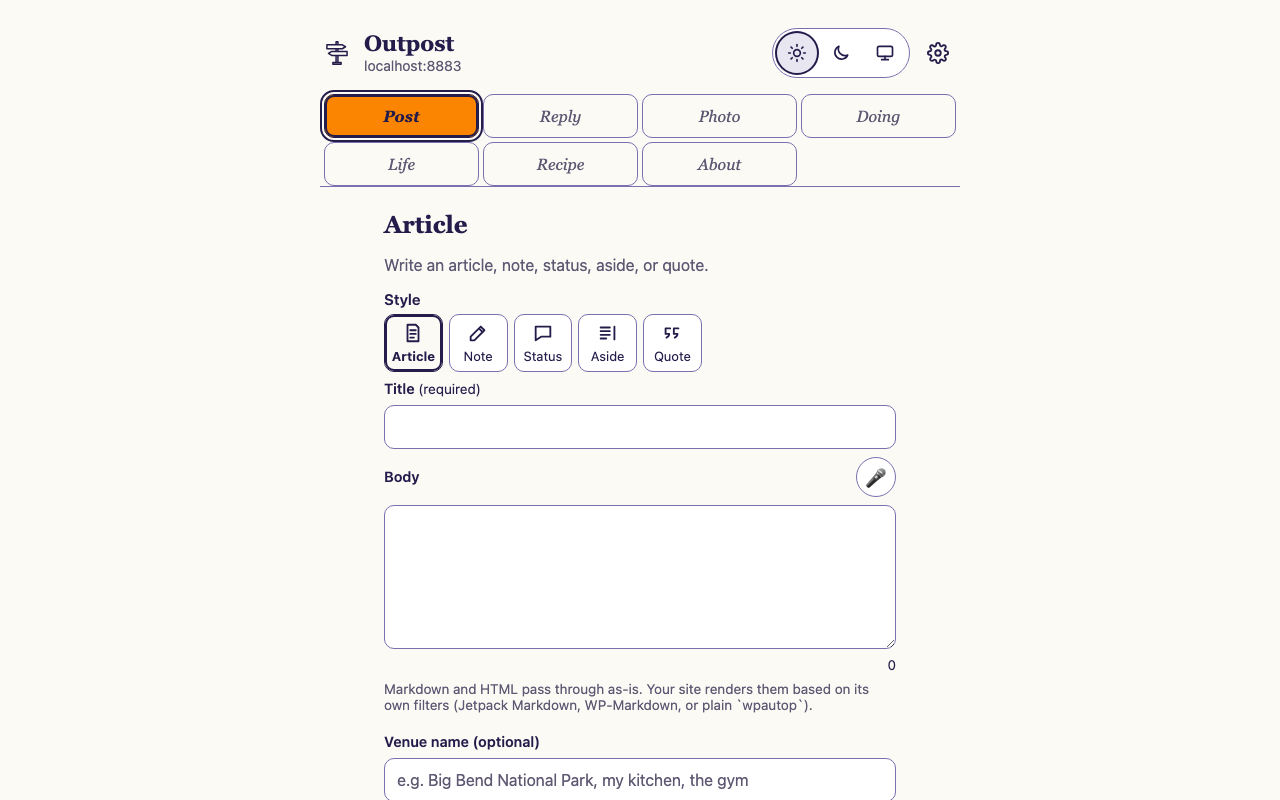 Outpost
localhost:8883
Post
Reply
Photo
Doing
Life
Recipe
About
Article
Write an article, note, status, aside, or quote.
Style
Article
Note
Status
Aside
Quote
Title (required)
Body
0
Markdown and HTML pass through as-is. Your site renders them based on its
own filters (Jetpack Markdown, WP-Markdown, or plain `wpautop`).
Venue name (optional)
e.g. Big Bend National Park, my kitchen, the gym